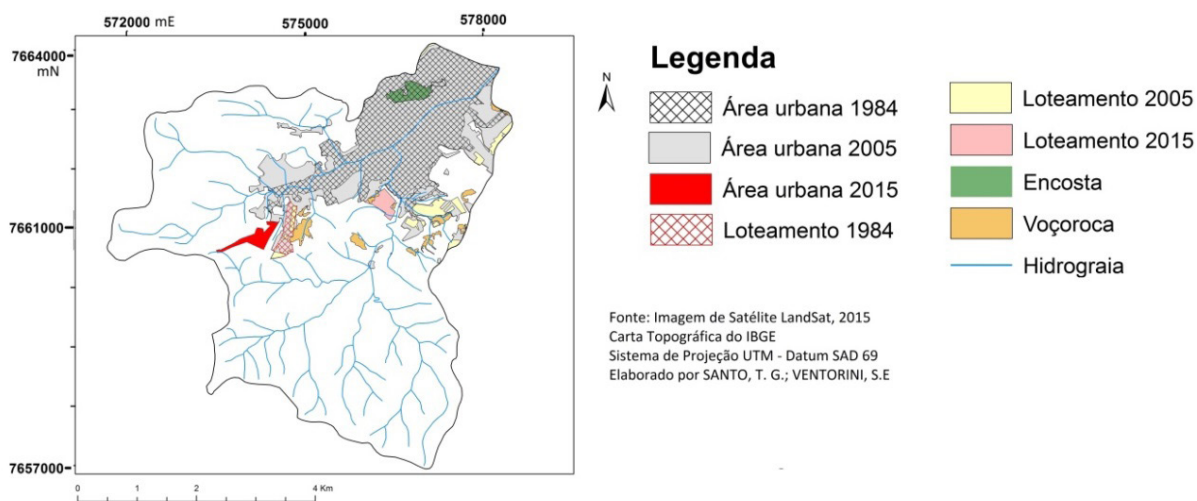 572000 mE
575000
578000
7664000
mN
7661000
7657000
0 1 2 4 Km
N
Legenda
Área urbana 1984
Área urbana 2005
Área urbana 2015
Loteamento 1984
Loteamento 2005
Loteamento 2015
Encosta
Voçoroca
Hidrograia
Fonte: Imagem de Satélite LandSat, 2015
Carta Topográfica do IBGE
Sistema de Projeção UTM - Datum SAD 69
Elaborado por SANTO, T. G.; VENTORINI, S.E